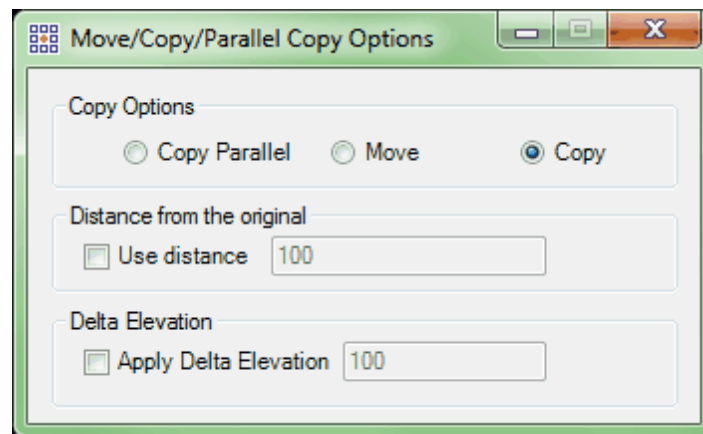 Move/Copy/Parallel Copy Options
Copy Options
Copy Parallel Move Copy
Distance from the original
Use distance 100
Delta Elevation
Apply Delta Elevation 100